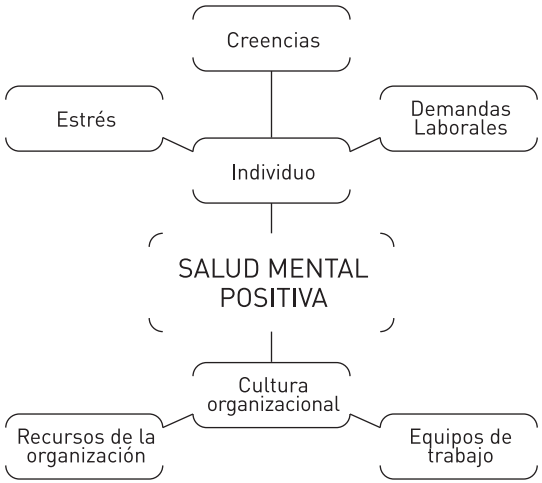 Creencias
Estrés
Demandas
Laborales
Individuo
SALUD MENTAL
POSITIVA
Cultura
organizacional
Recursos de la
organización
Equipos de
trabajo